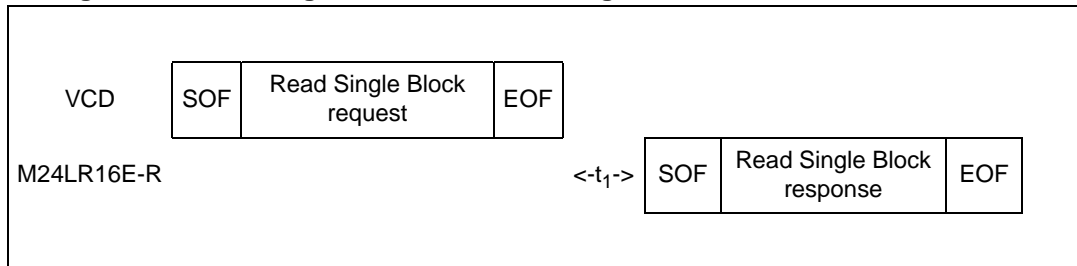 VCD SOF Read Single Block request EOF
M24LR16E-R <-t₁-> SOF Read Single Block response EOF